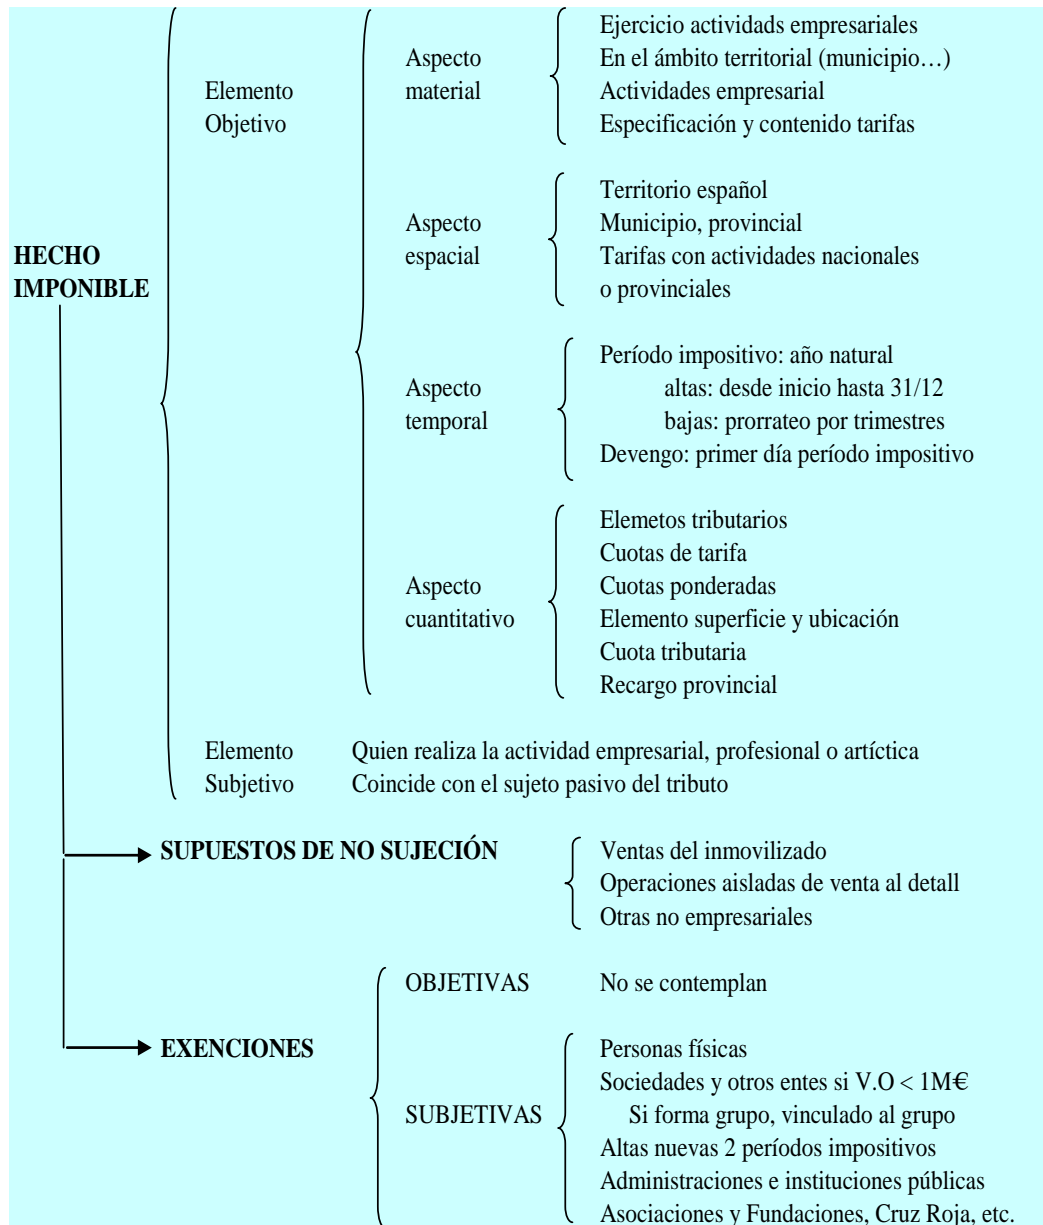 HECHO
IMPONIBLE
Elemento
Objetivo
Aspecto
material
Ejercicio actividads empresariales
En el ámbito territorial (municipio…)
Actividades empresarial
Especificación y contenido tarifas
Aspecto
espacial
Territorio español
Municipio, provincial
Tarifas con actividades nacionales
o provinciales
Aspecto
temporal
Período impositivo: año natural
altas: desde inicio hasta 31/12
bajas: prorrateo por trimestres
Devengo: primer día período impositivo
Aspecto
cuantitativo
Elemetos tributarios
Cuotas de tarifa
Cuotas ponderadas
Elemento superficie y ubicación
Cuota tributaria
Recargo provincial
Elemento
Subjetivo
Quien realiza la actividad empresarial, profesional o artíctica
Coincide con el sujeto pasivo del tributo
SUPUESTOS DE NO SUJECIÓN
Ventas del inmovilizado
Operaciones aisladas de venta al detall
Otras no empresariales
EXENCIONES
OBJETIVAS
No se contemplan
SUBJETIVAS
Personas físicas
Sociedades y otros entes si V.O < 1M€
Si forma grupo, vinculado al grupo
Altas nuevas 2 períodos impositivos
Administraciones e instituciones públicas
Asociaciones y Fundaciones, Cruz Roja, etc.